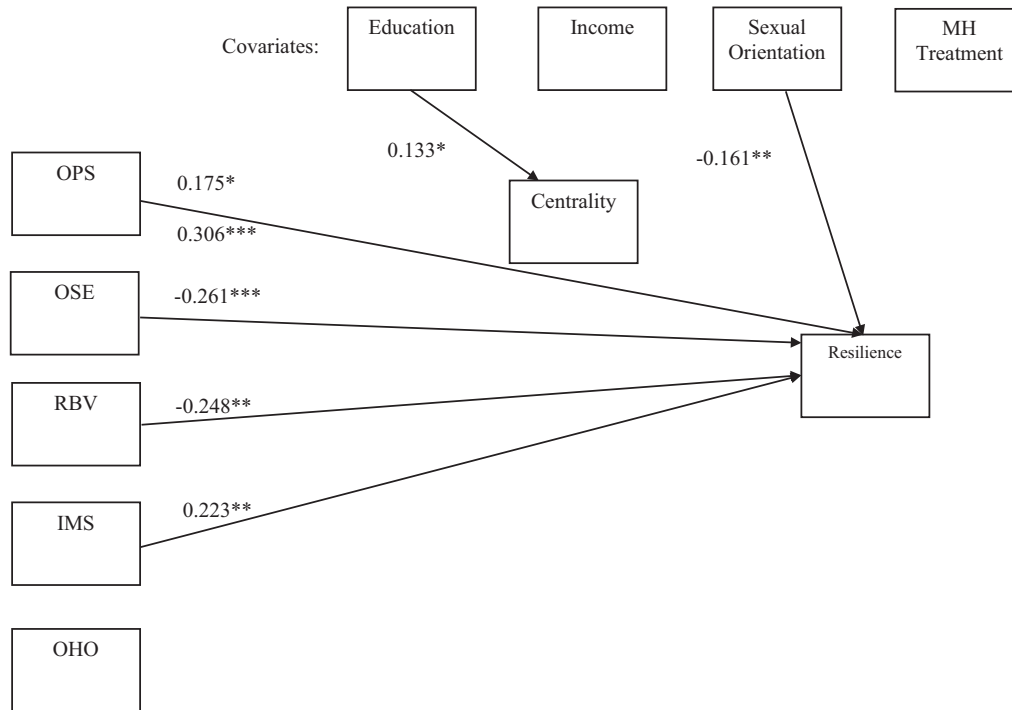 Covariates:
Education
Income
Sexual
Orientation
MH
Treatment
0.133*
-0.161**
Centrality
OPS
0.175*
0.306***
OSE
-0.261***
Resilience
RBV
-0.248**
IMS
0.223**
OHO